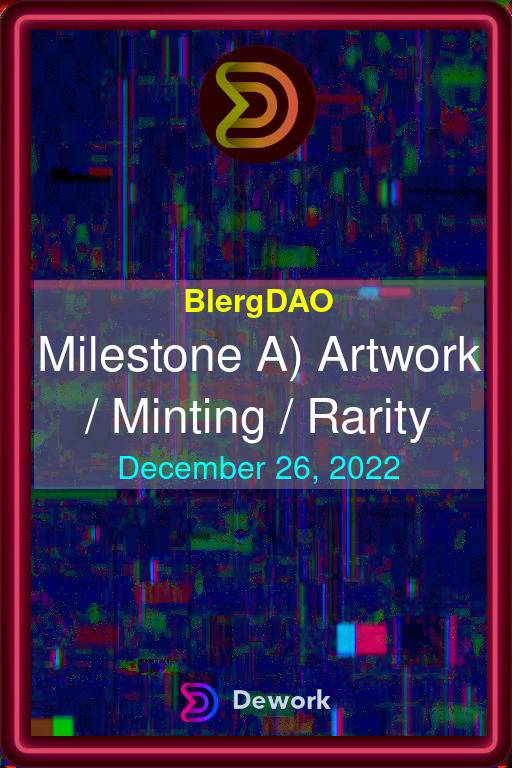 BlergDAO
Milestone A) Artwork
/ Minting / Rarity
December 26, 2022
Dework